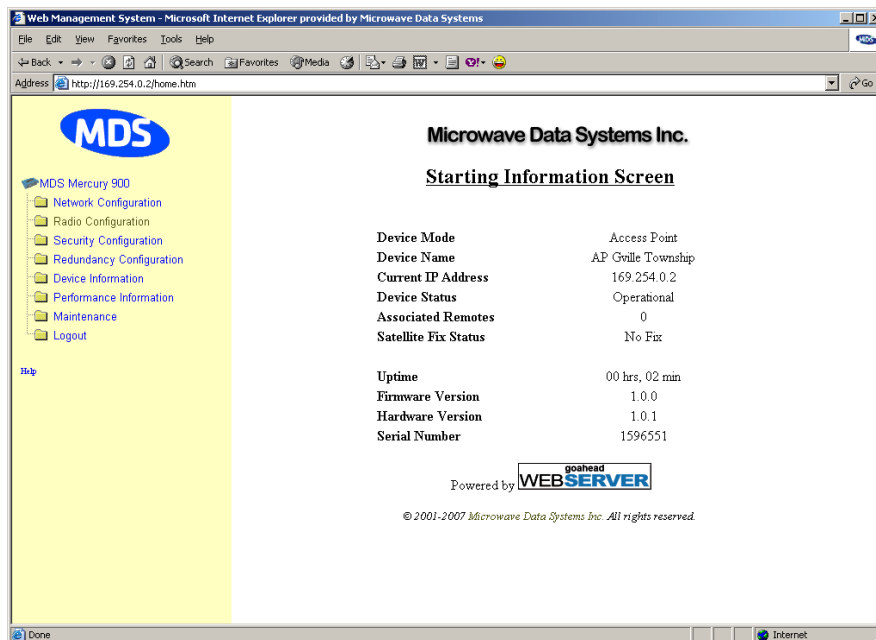 Web Management System - Microsoft Internet Explorer provided by Microwave Data Systems
File Edit View Favorites Tools Help
MDS
Back Search Favorites Media
Address http://169.254.0.2/home.htm Go
MDS
MDS Mercury 900
Network Configuration
Radio Configuration
Security Configuration
Redundancy Configuration
Device Information
Performance Information
Maintenance
Logout
Help
Microwave Data Systems Inc.
Starting Information Screen
Device Mode Access Point
Device Name AP Gville Township
Current IP Address 169.254.0.2
Device Status Operational
Associated Remotes 0
Satellite Fix Status No Fix
Uptime 00 hrs, 02 min
Firmware Version 1.0.0
Hardware Version 1.0.1
Serial Number 1596551
Powered by goahead WEBSERVER
© 2001-2007 Microwave Data Systems Inc. All rights reserved.
Done Internet